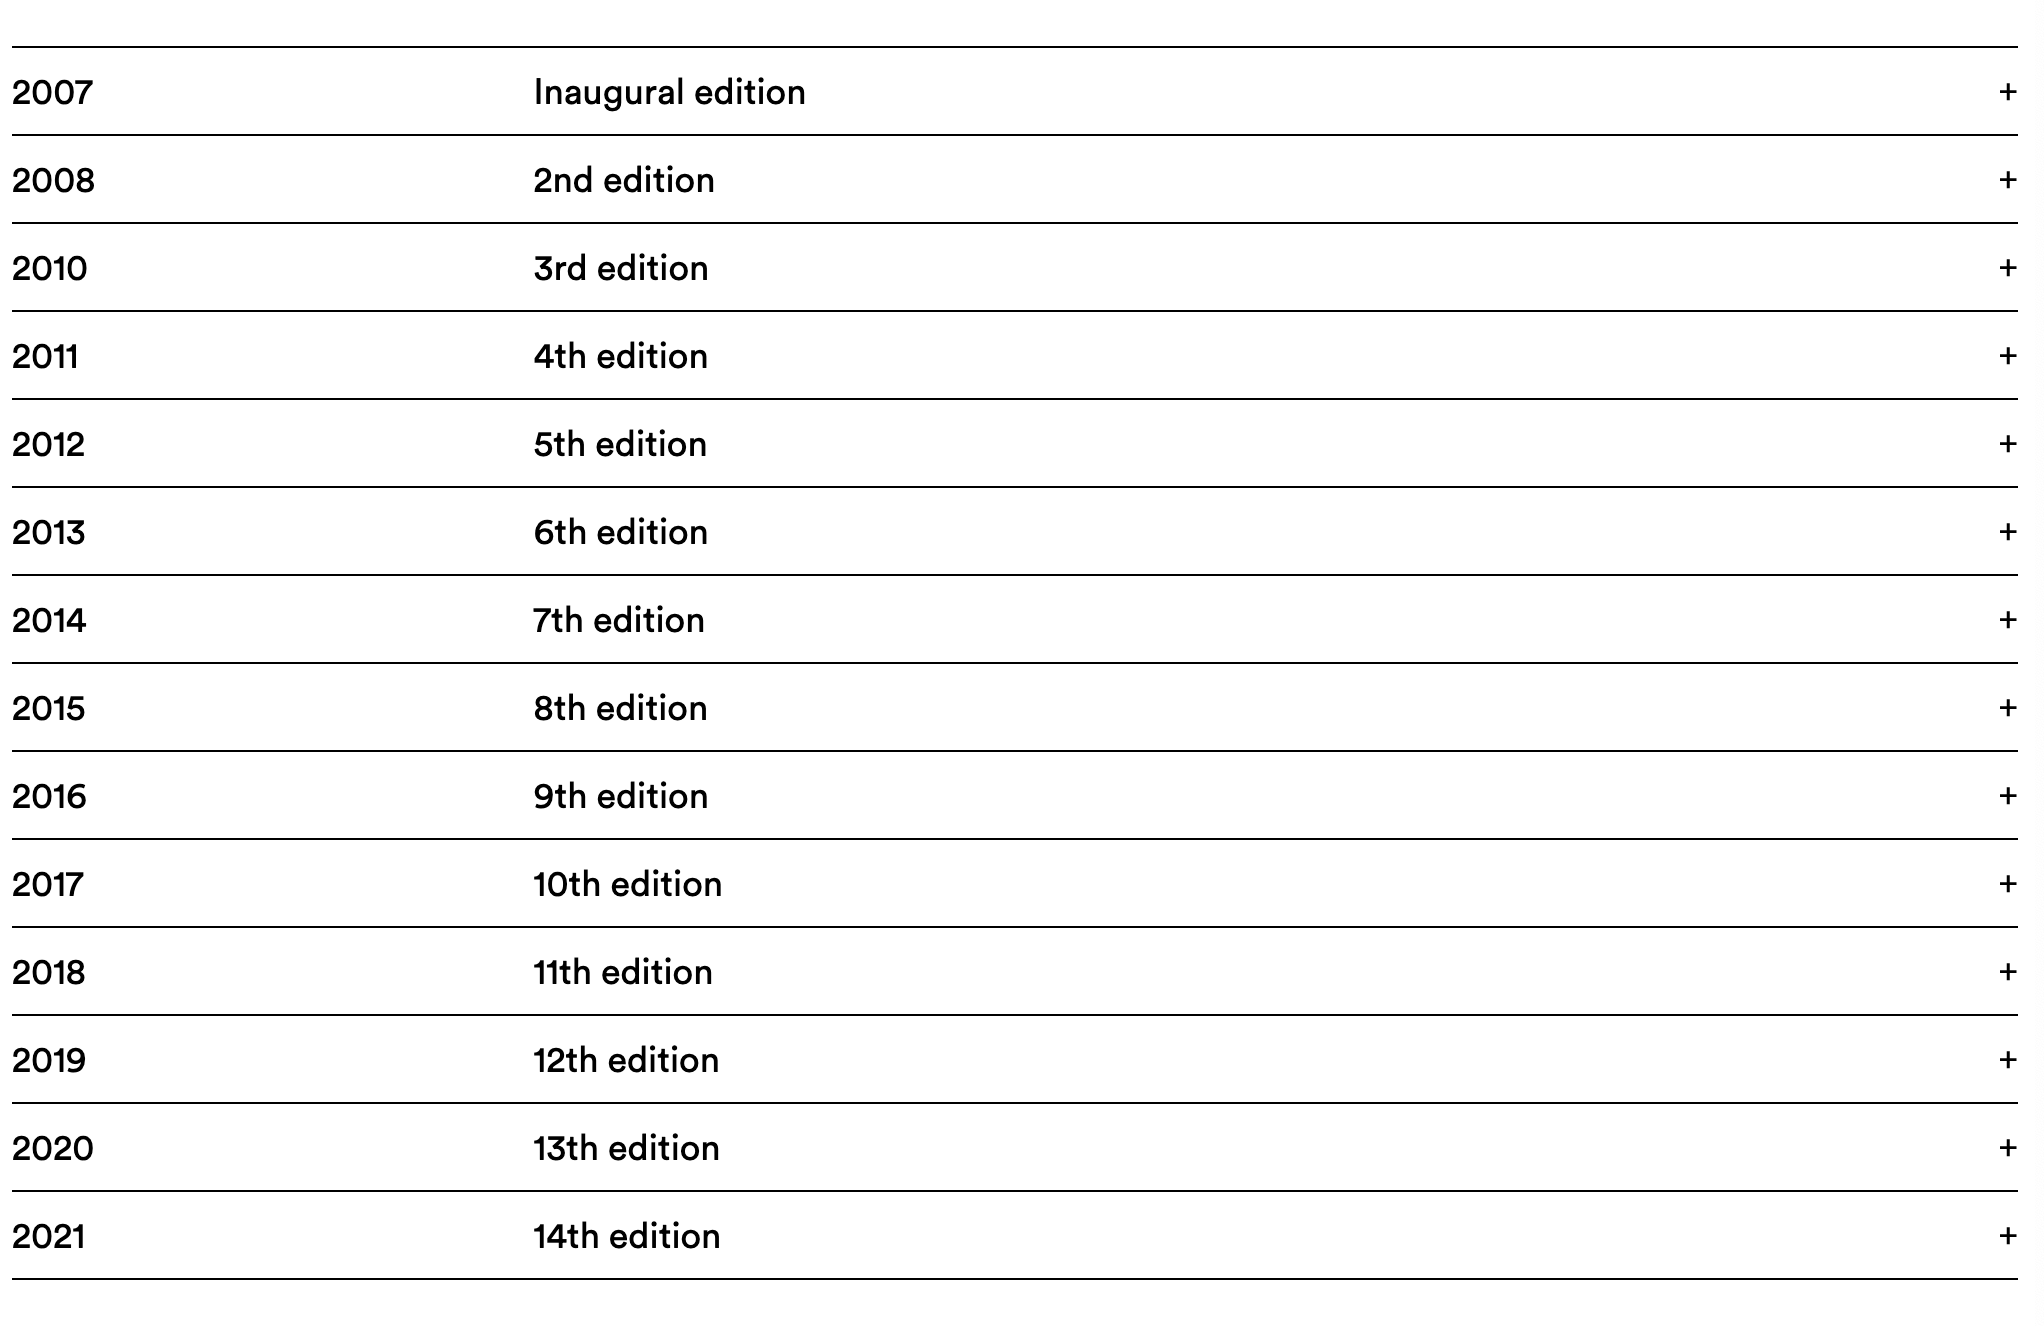 2007 Inaugural edition +
2008 2nd edition +
2010 3rd edition +
2011 4th edition +
2012 5th edition +
2013 6th edition +
2014 7th edition +
2015 8th edition +
2016 9th edition +
2017 10th edition +
2018 11th edition +
2019 12th edition +
2020 13th edition +
2021 14th edition +